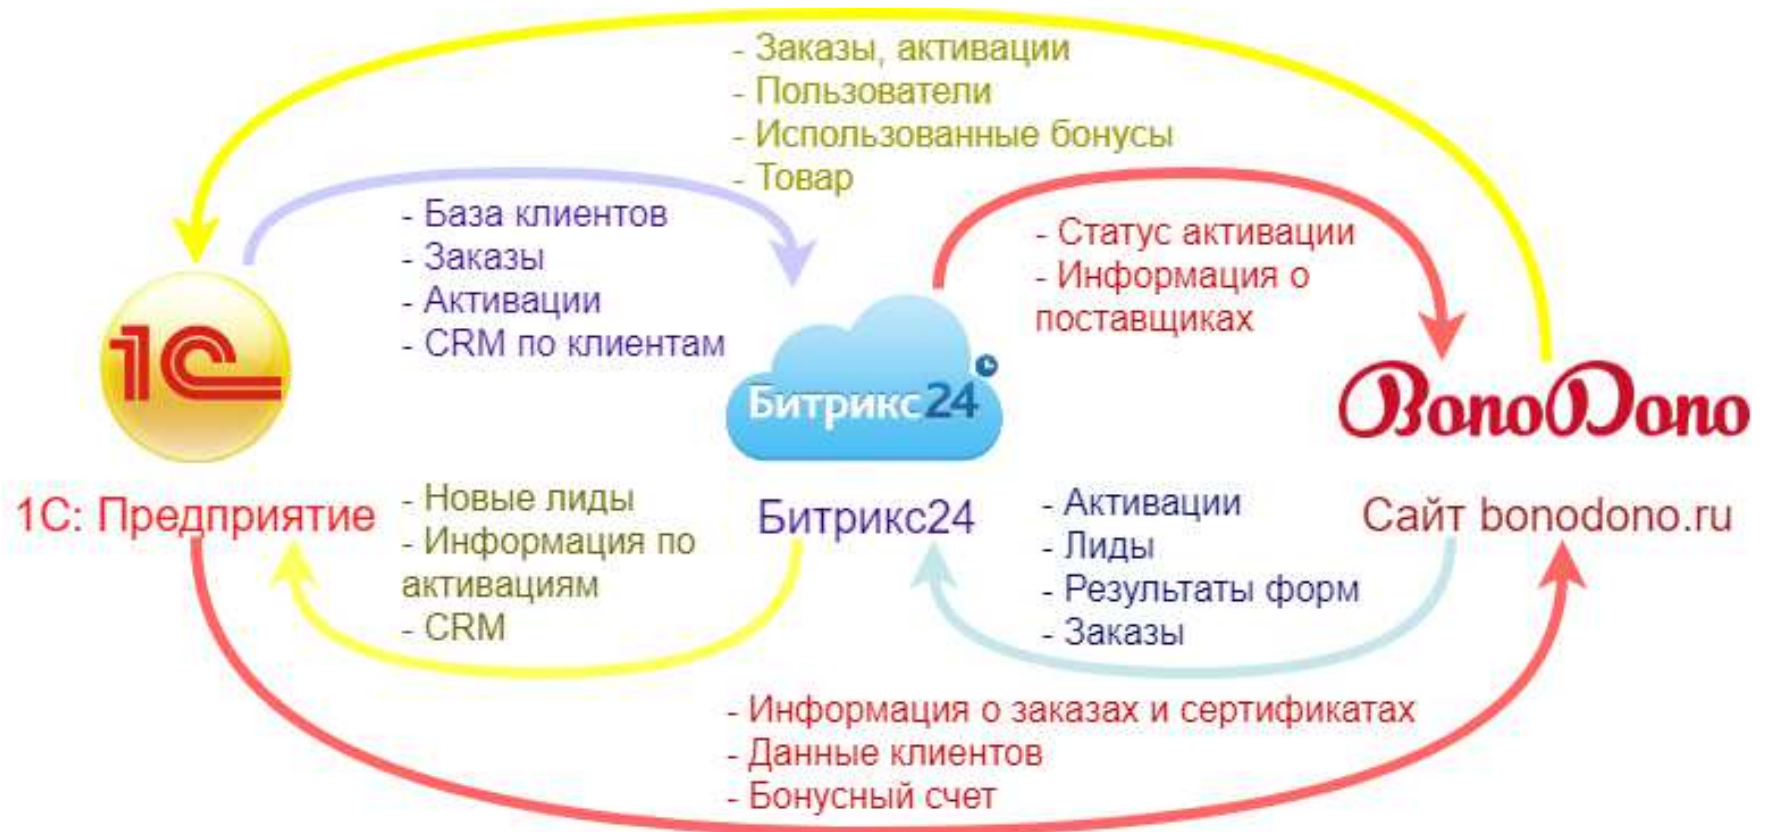 - Заказы, активации
- Пользователи
- Использованные бонусы
- Товар
- База клиентов
- Заказы
- Активации
- CRM по клиентам
- Статус активации
- Информация о
поставщиках
1С
Битрикс24
BonoDono
1С: Предприятие
Битрикс24
Сайт bonodono.ru
- Новые лиды
- Информация по
активациям
- CRM
- Активации
- Лиды
- Результаты форм
- Заказы
- Информация о заказах и сертификатах
- Данные клиентов
- Бонусный счет